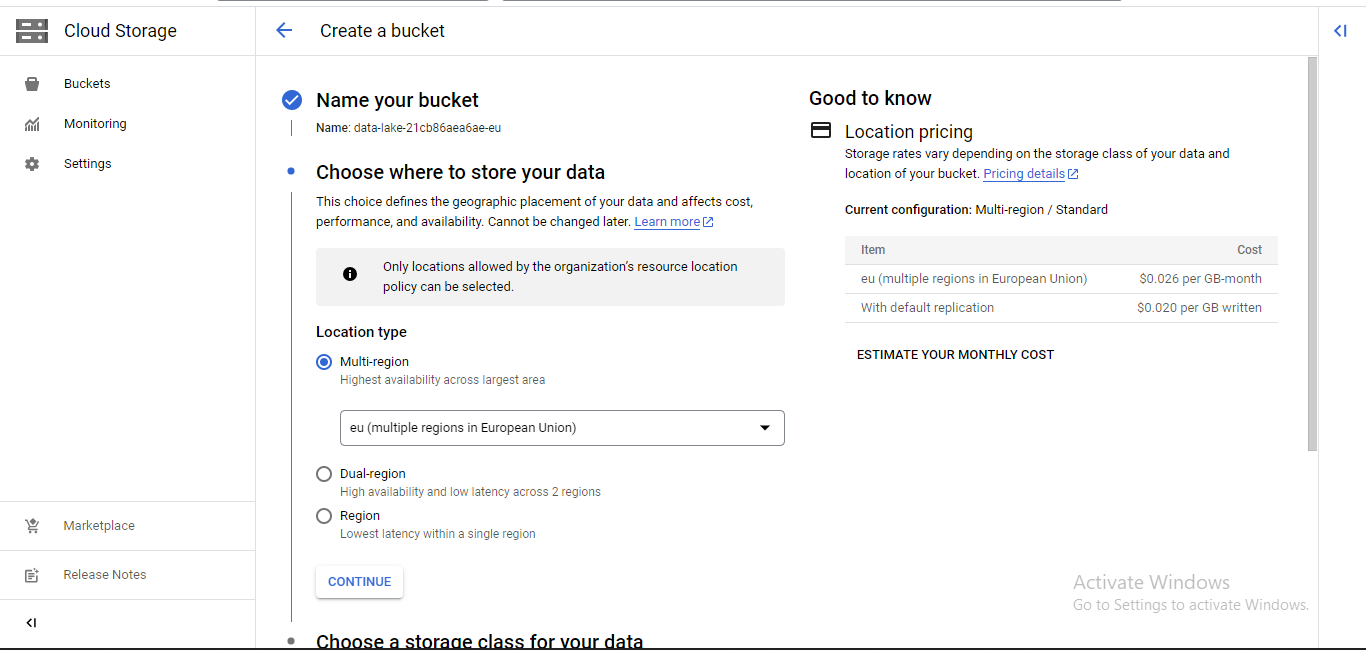 Cloud Storage
Create a bucket
Buckets
Monitoring
Settings
Marketplace
Release Notes
Name your bucket
Name: data-lake-21cb86aea6ae-eu
Choose where to store your data
This choice defines the geographic placement of your data and affects cost,
performance, and availability. Cannot be changed later. Learn more
Only locations allowed by the organization's resource location
policy can be selected.
Location type
Multi-region
Highest availability across largest area
eu (multiple regions in European Union)
Dual-region
High availability and low latency across 2 regions
Region
Lowest latency within a single region
CONTINUE
Choose a storage class for your data
Good to know
Location pricing
Storage rates vary depending on the storage class of your data and
location of your bucket. Pricing details
Current configuration: Multi-region / Standard
Item Cost
eu (multiple regions in European Union) $0.026 per GB-month
With default replication $0.020 per GB written
ESTIMATE YOUR MONTHLY COST
Activate Windows
Go to Settings to activate Windows.